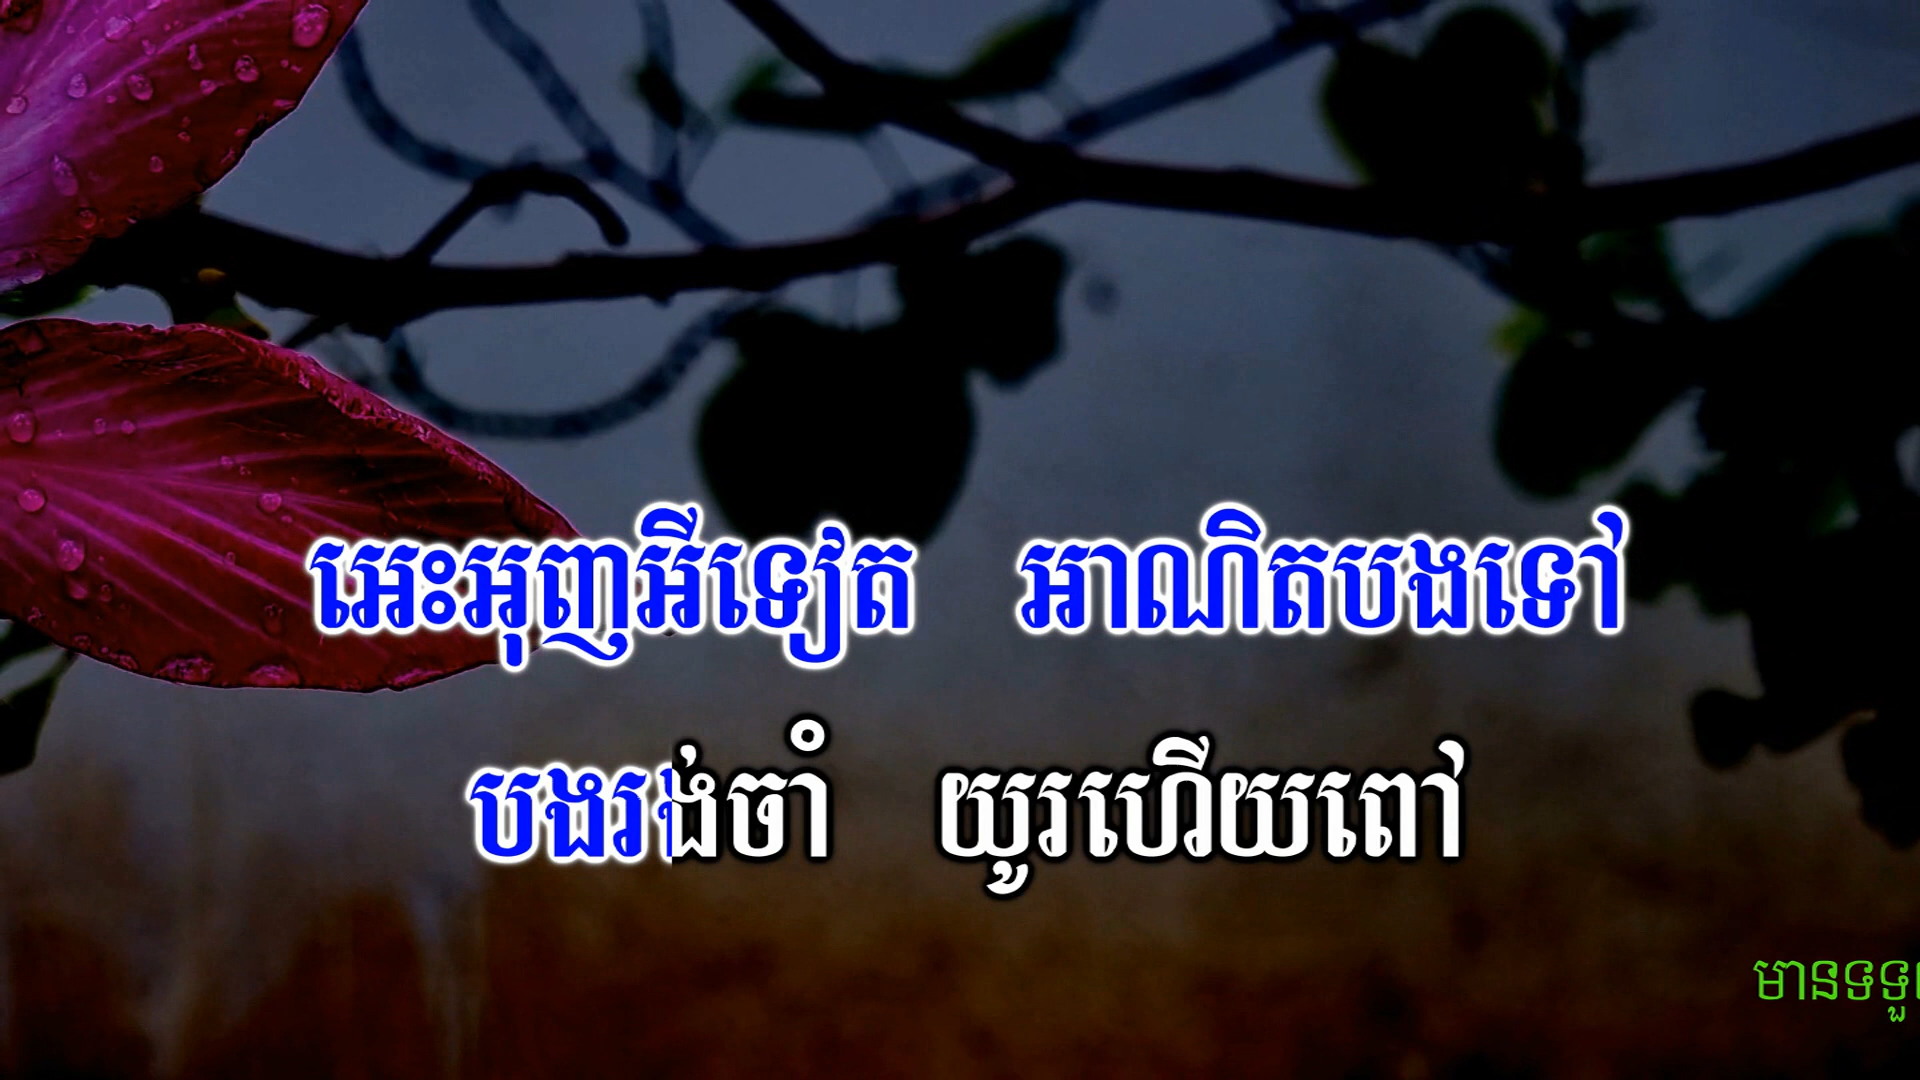 អេះអុញអីទៀត អាណិតបងទៅ
បងរង់ចាំ យូរហើយពៅ
មានទទួល